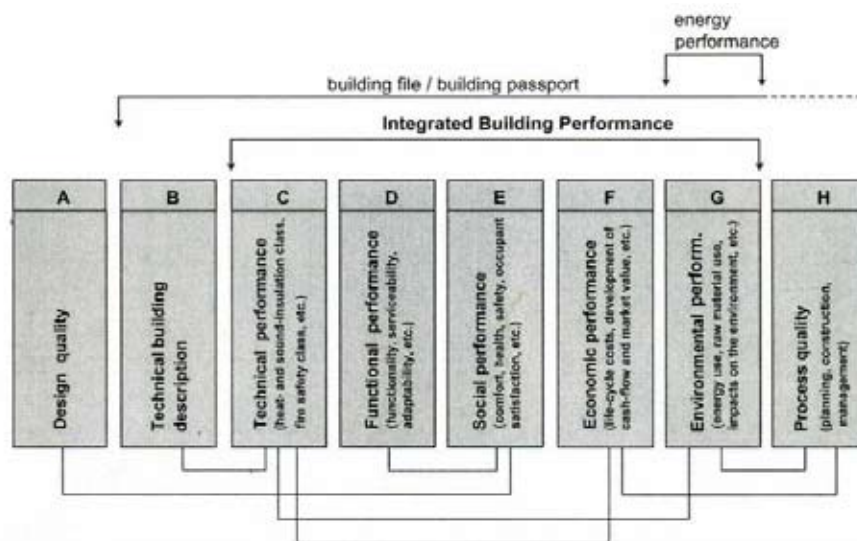 energy
performance
building file / building passport
Integrated Building Performance
A
Design quality
B
Technical building
description
C
Technical performance
(heat- and sound-insulation class,
fire safety class, etc.)
D
Functional performance
(functionality, serviceability,
adaptability, etc.)
E
Social performance
(comfort, health, safety, occupant
satisfaction, etc.)
F
Economic performance
(life-cycle costs, development of
cash-flow and market value, etc.)
G
Environmental perform.
(energy use, raw material use,
impacts on the environment, etc.)
H
Process quality
(planning, construction,
management)